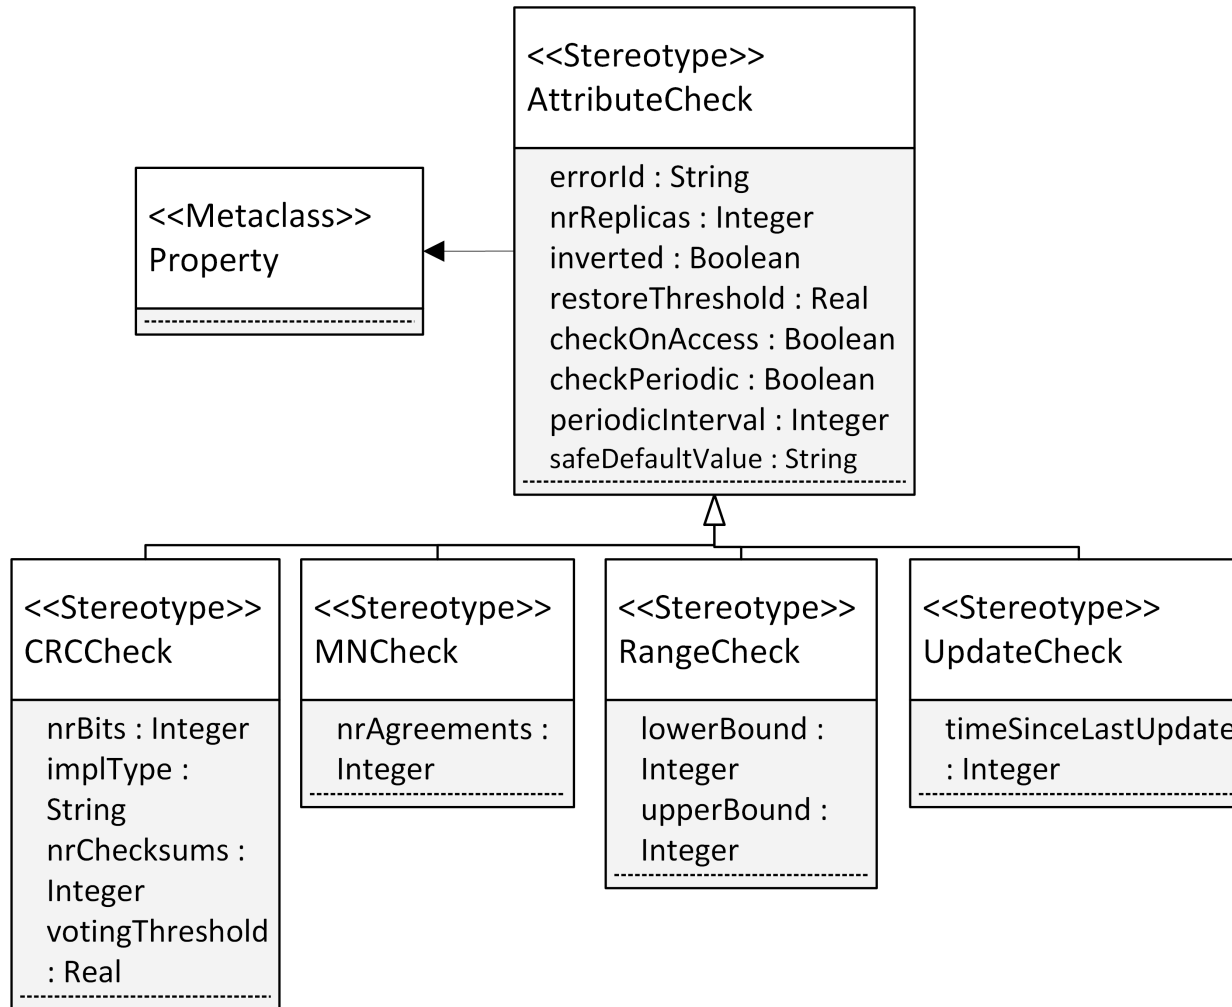 <<Stereotype>>
AttributeCheck
errorId : String
nrReplicas : Integer
inverted : Boolean
restoreThreshold : Real
checkOnAccess : Boolean
checkPeriodic : Boolean
periodicInterval : Integer
safeDefaultValue : String
<<Metaclass>>
Property
<<Stereotype>>
CRCCheck
nrBits : Integer
implType :
String
nrChecksums :
Integer
votingThreshold
: Real
<<Stereotype>>
MNCheck
nrAgreements :
Integer
<<Stereotype>>
RangeCheck
lowerBound :
Integer
upperBound :
Integer
<<Stereotype>>
UpdateCheck
timeSinceLastUpdate
: Integer